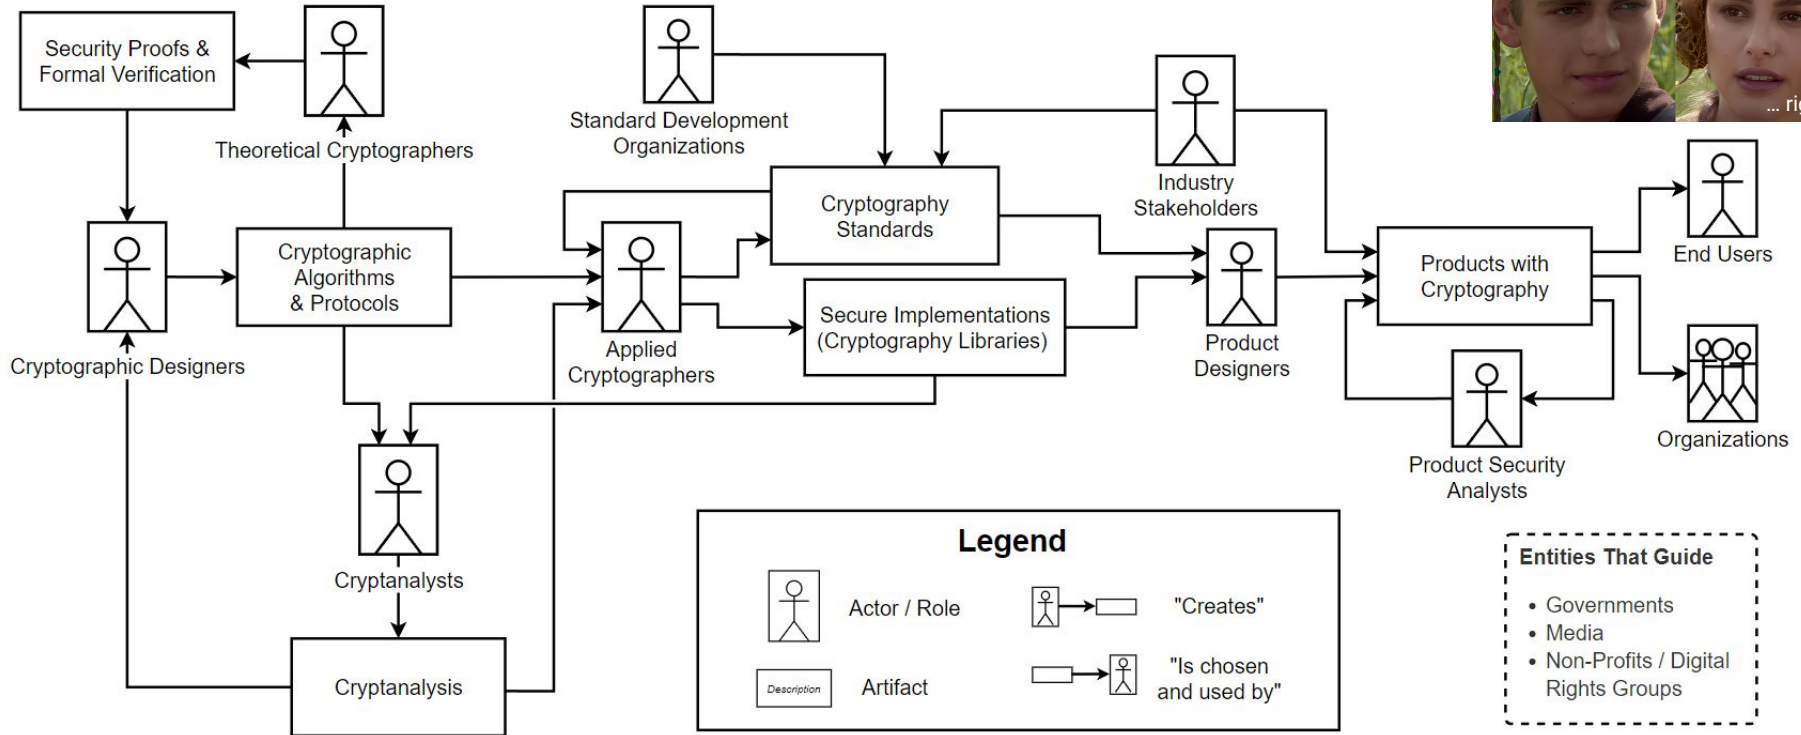 Security Proofs &
Formal Verification
Theoretical Cryptographers
Standard Development
Organizations
... 
Industry
Stakeholders
End Users
Cryptographic
Algorithms
& Protocols
Cryptographic Designers
Applied
Cryptographers
Cryptography
Standards
Secure Implementations
(Cryptography Libraries)
Product
Designers
Products with
Cryptography
Organizations
Product Security
Analysts
Cryptanalysts
Cryptanalysis
Legend
Actor / Role
"Creates"
Description
Artifact
"Is chosen
and used by"
Entities That Guide
• Governments
• Media
• Non-Profits / Digital
Rights Groups